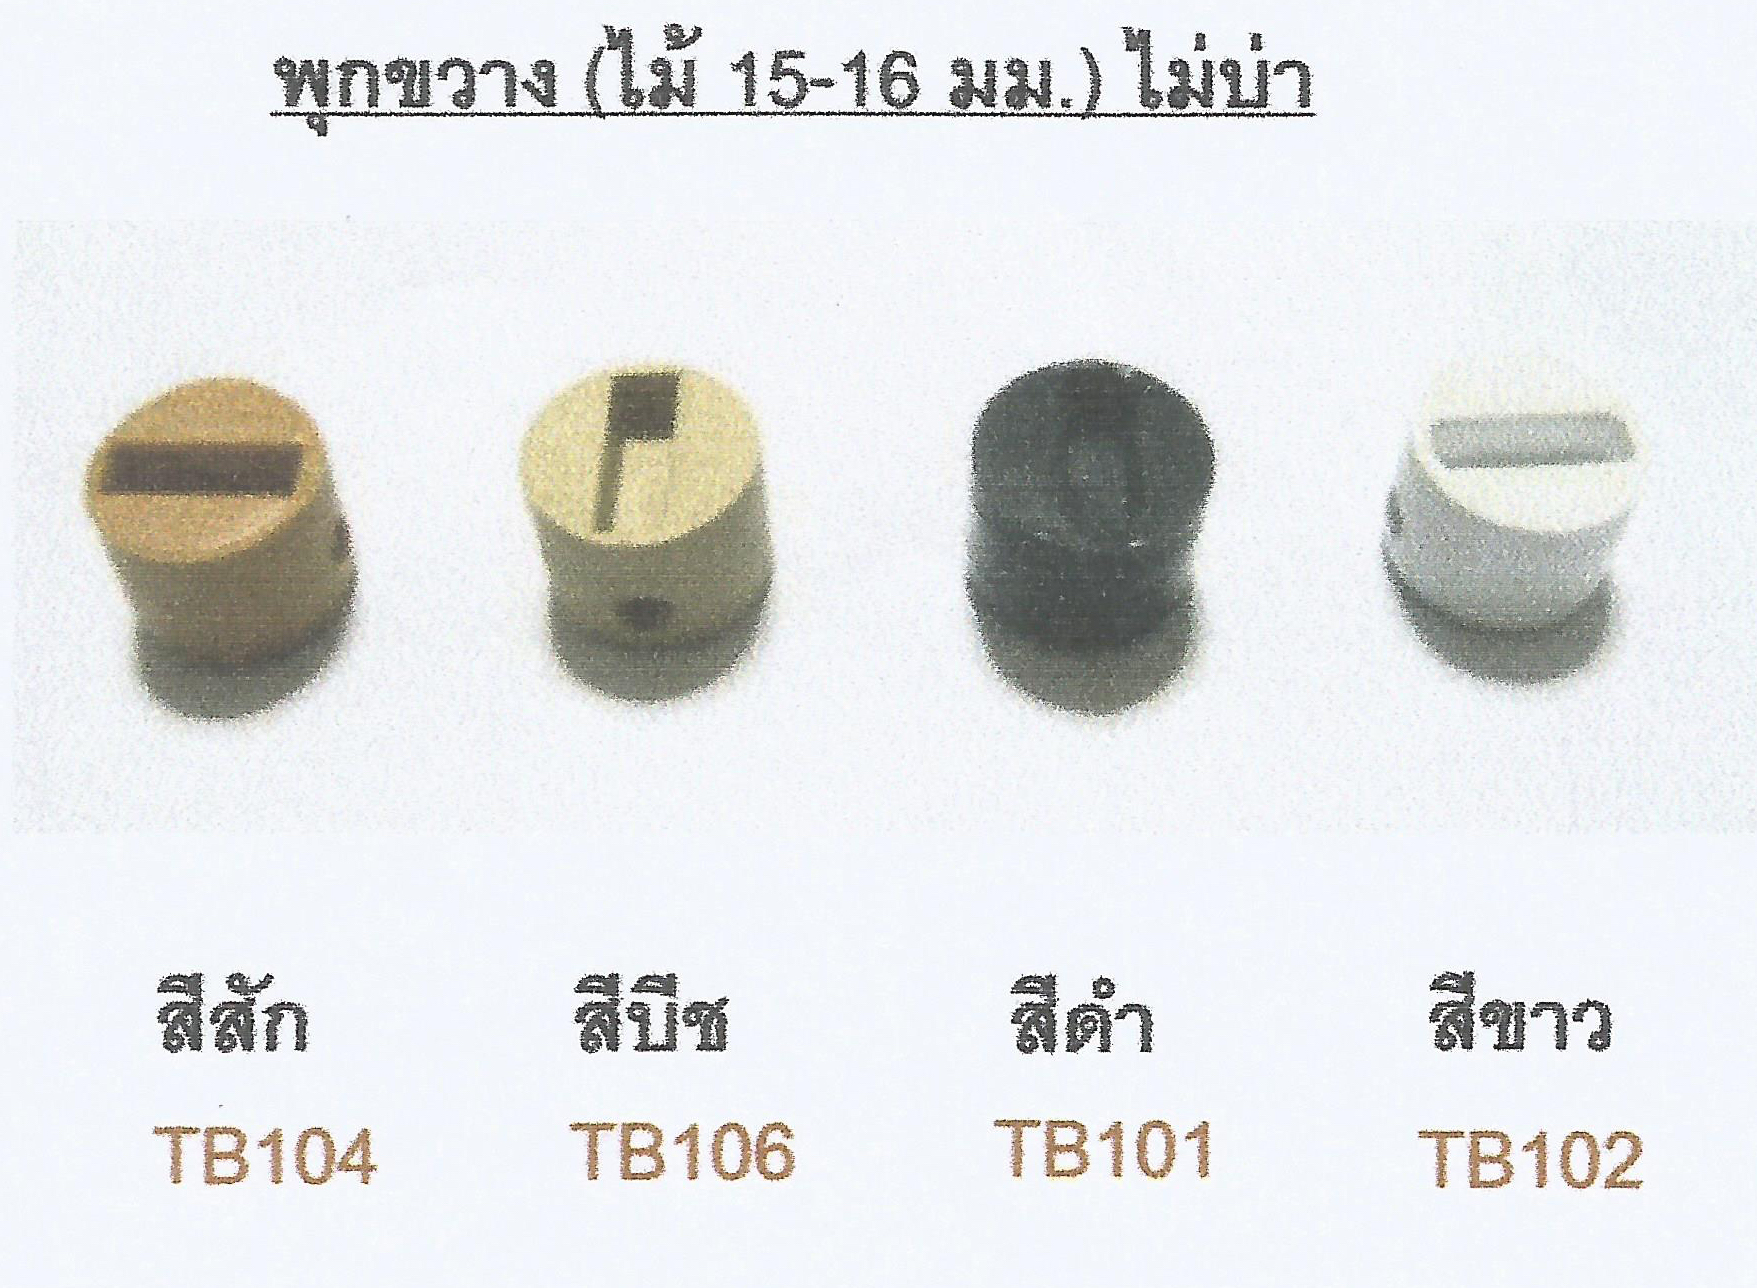 พุกขวาง (ไม้ 15-16 มม.) ไม่บ่า
สีสัก สีบีช สีดำ สีขาว
TB104 TB106 TB101 TB102